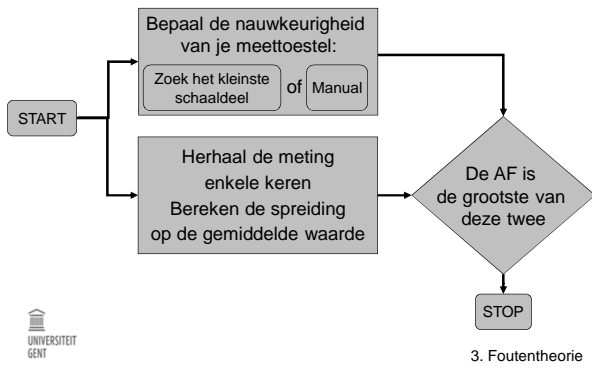 Bepaal de nauwkeurigheid
van je meettoestel:
Zoek het kleinste
schaaldeel
of
Manual
START
Herhaal de meting
enkele keren
Bereken de spreiding
op de gemiddelde waarde
De AF is
de grootste van
deze twee
STOP
UNIVERSITEIT
GENT
3. Foutentheorie